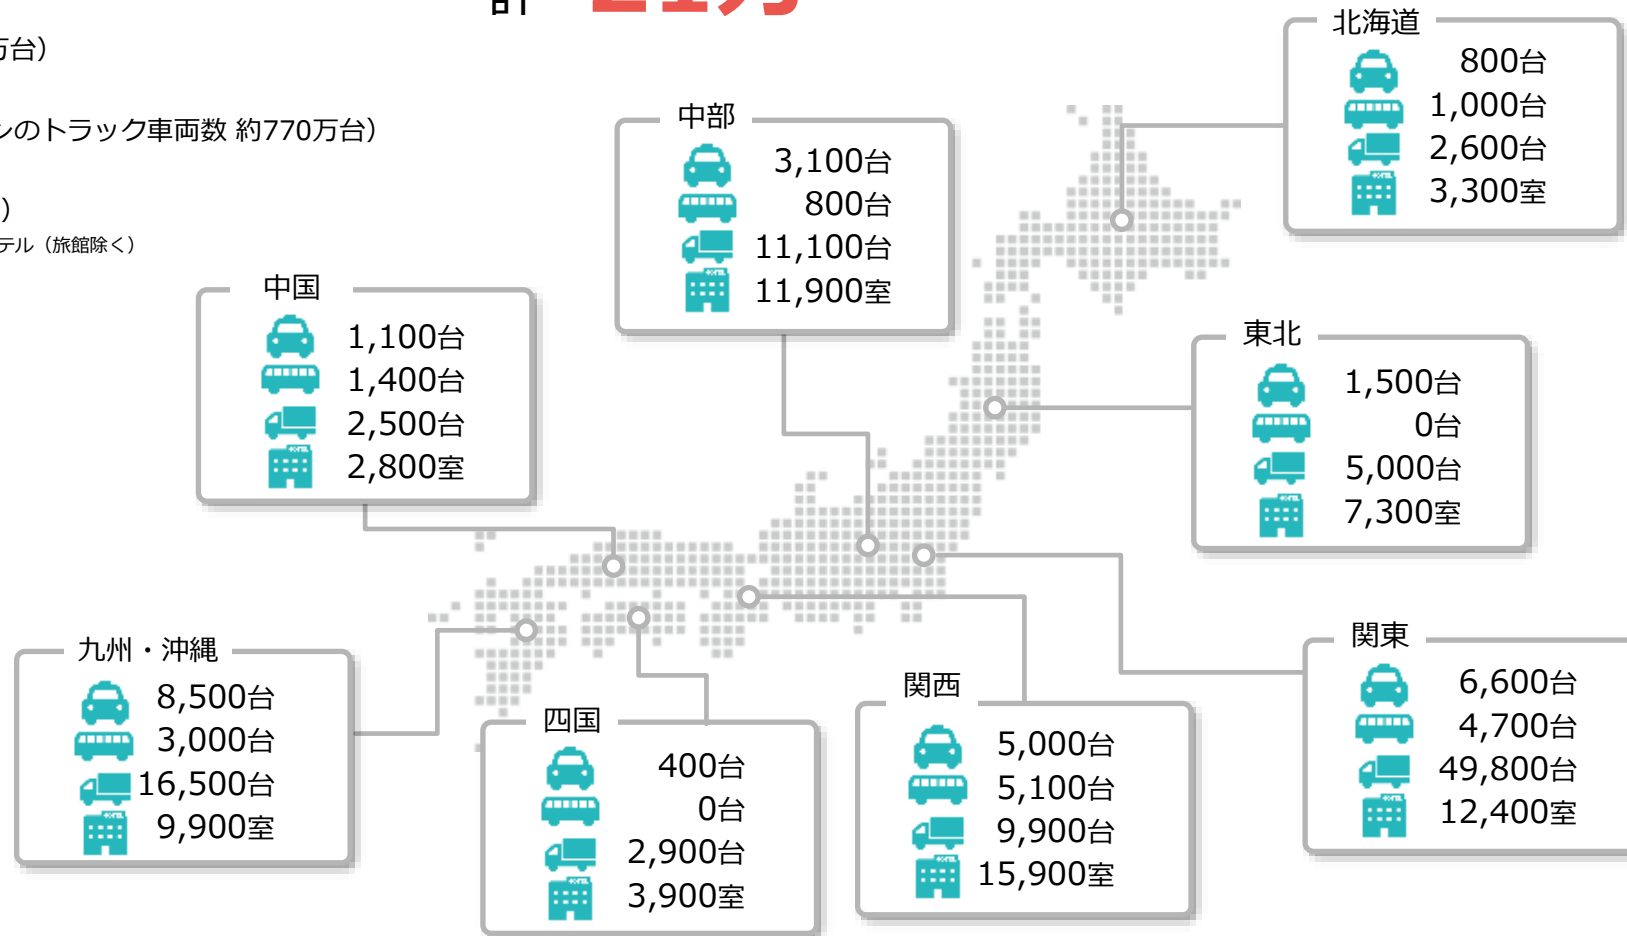 計 21万
万台）
ンのトラック車両数 約770万台）
）
テル（旅館除く）
北海道
800台
1,000台
2,600台
3,300室
中部
3,100台
800台
11,100台
11,900室
中国
1,100台
1,400台
2,500台
2,800室
東北
1,500台
0台
5,000台
7,300室
九州・沖縄
8,500台
3,000台
16,500台
9,900室
四国
400台
0台
2,900台
3,900室
関西
5,000台
5,100台
9,900台
15,900室
関東
6,600台
4,700台
49,800台
12,400室